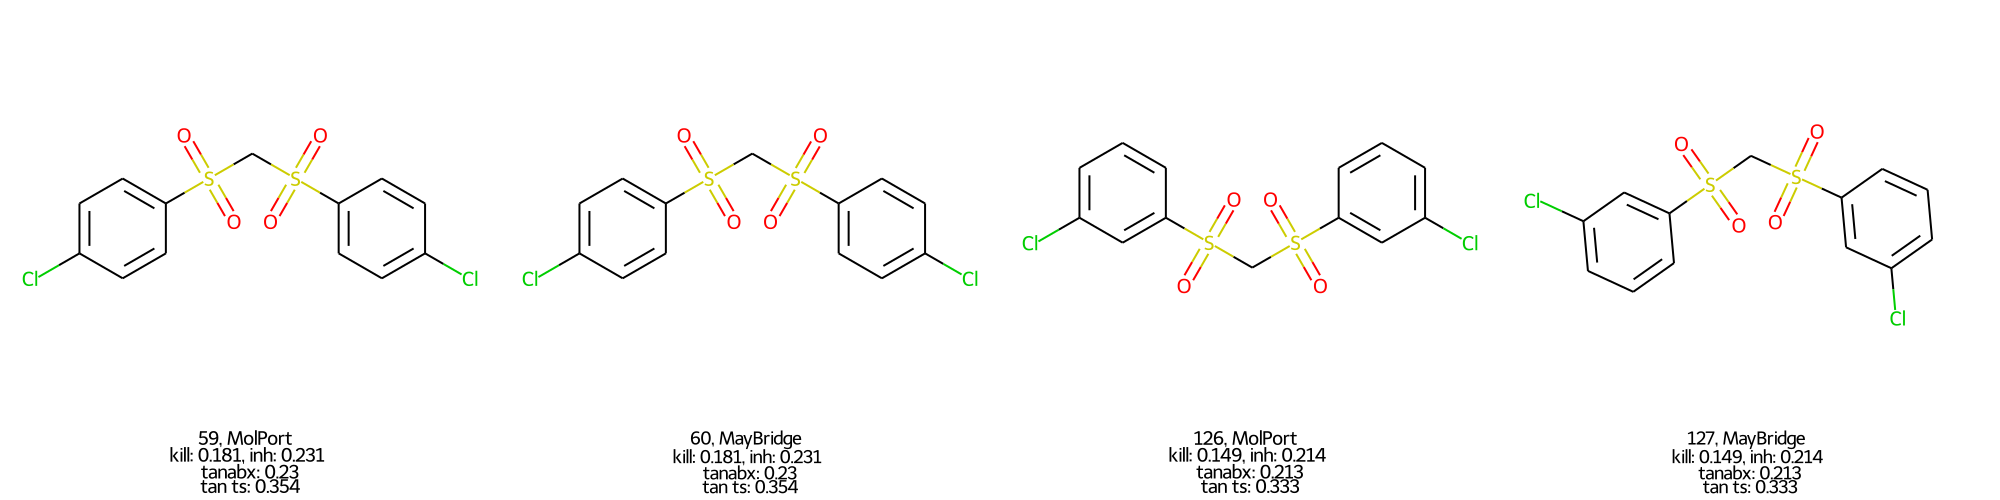 O O
S S
O O
Cl Cl
59, MolPort
kill: 0.181, inh: 0.231
tanabx: 0.23
tan ts: 0.354
O O
S S
O O
Cl Cl
60, MayBridge
kill: 0.181, inh: 0.231
tanabx: 0.23
tan ts: 0.354
O O
Cl S S Cl
O O
126, MolPort
kill: 0.149, inh: 0.214
tanabx: 0.213
tan ts: 0.333
O O
S S
Cl O O
Cl
127, MayBridge
kill: 0.149, inh: 0.214
tanabx: 0.213
tan ts: 0.333